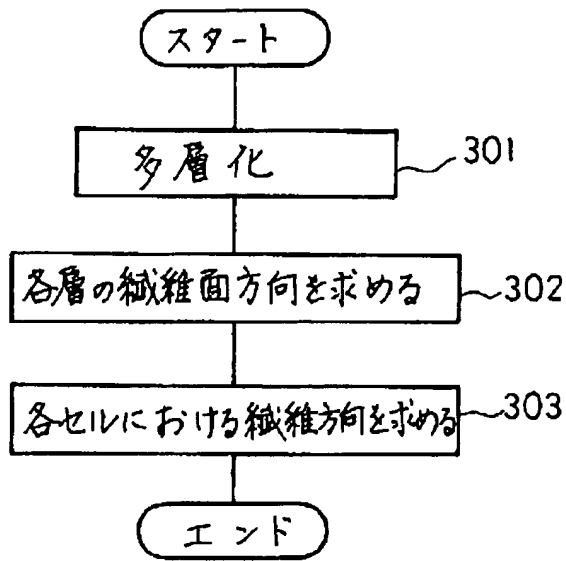 スタート
多層化
301
各層の繊維面方向を求める
302
各セルにおける繊維方向を求める
303
エンド